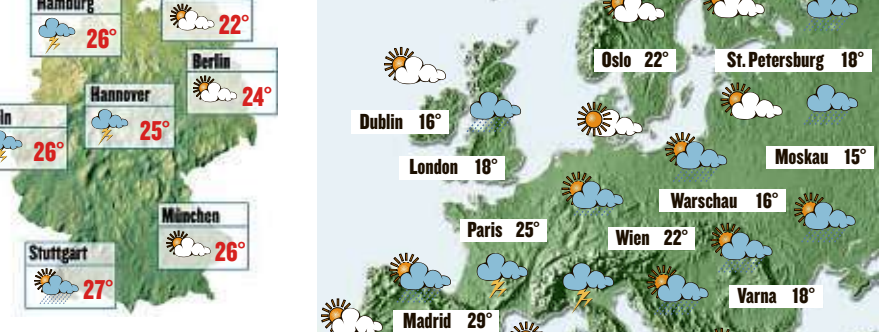 Hamburg
26°
22°
Berlin
24°
Hannover
25°
in
26°
München
26°
Stuttgart
27°
Oslo 22°
St. Petersburg 18°
Dublin 16°
London 18°
Moskau 15°
Warschau 16°
Paris 25°
Wien 22°
Varna 18°
Madrid 29°